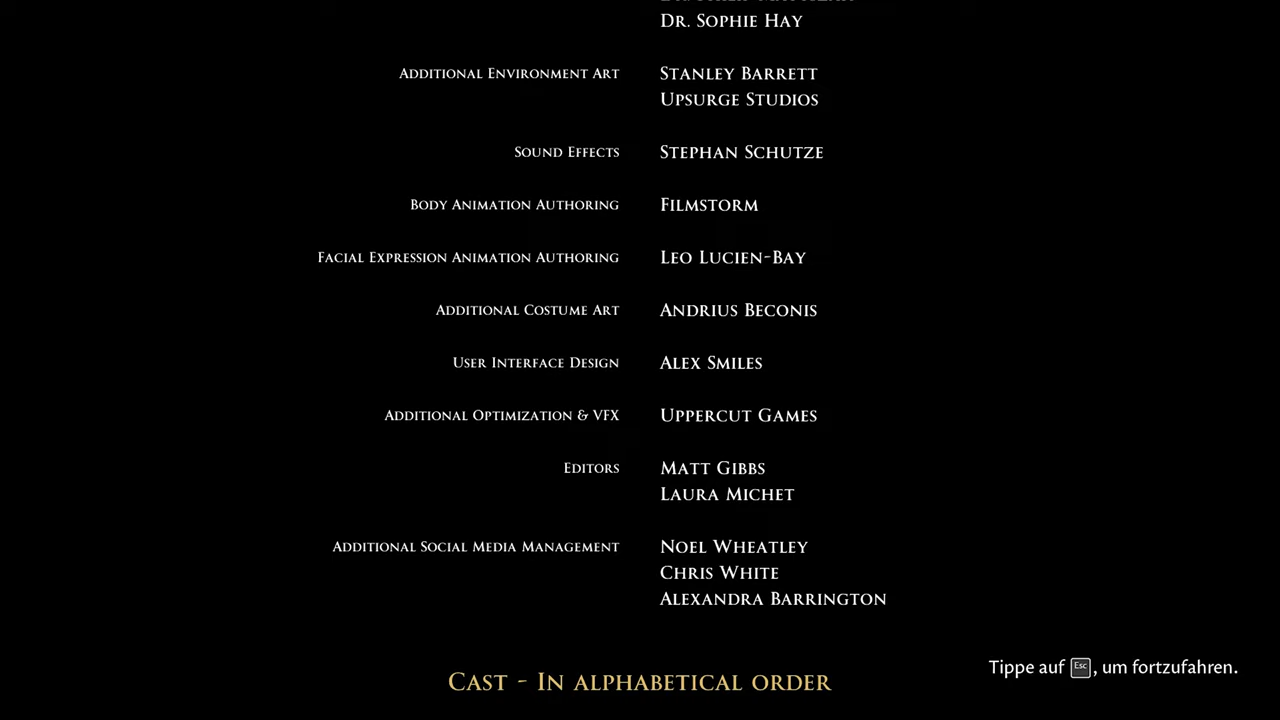 Dr. Sophie Hay
Additional Environment Art Stanley Barrett
Upsurge Studios
Sound Effects Stephan Schutze
Body Animation Authoring Filmstorm
Facial Expression Animation Authoring Leo Lucien-Bay
Additional Costume Art Andrius Beconis
User Interface Design Alex Smiles
Additional Optimization & VFX Uppercut Games
Editors Matt Gibbs
Laura Michet
Additional Social Media Management Noel Wheatley
Chris White
Alexandra Barrington
Tippe auf Esc, um fortzufahren.
Cast - In alphabetical order